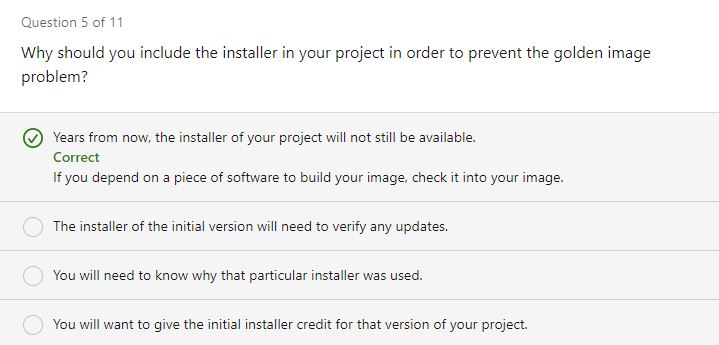 Question 5 of 11
Why should you include the installer in your project in order to prevent the golden image
problem?
Years from now, the installer of your project will not still be available.
Correct
If you depend on a piece of software to build your image, check it into your image.
The installer of the initial version will need to verify any updates.
You will need to know why that particular installer was used.
You will want to give the initial installer credit for that version of your project.